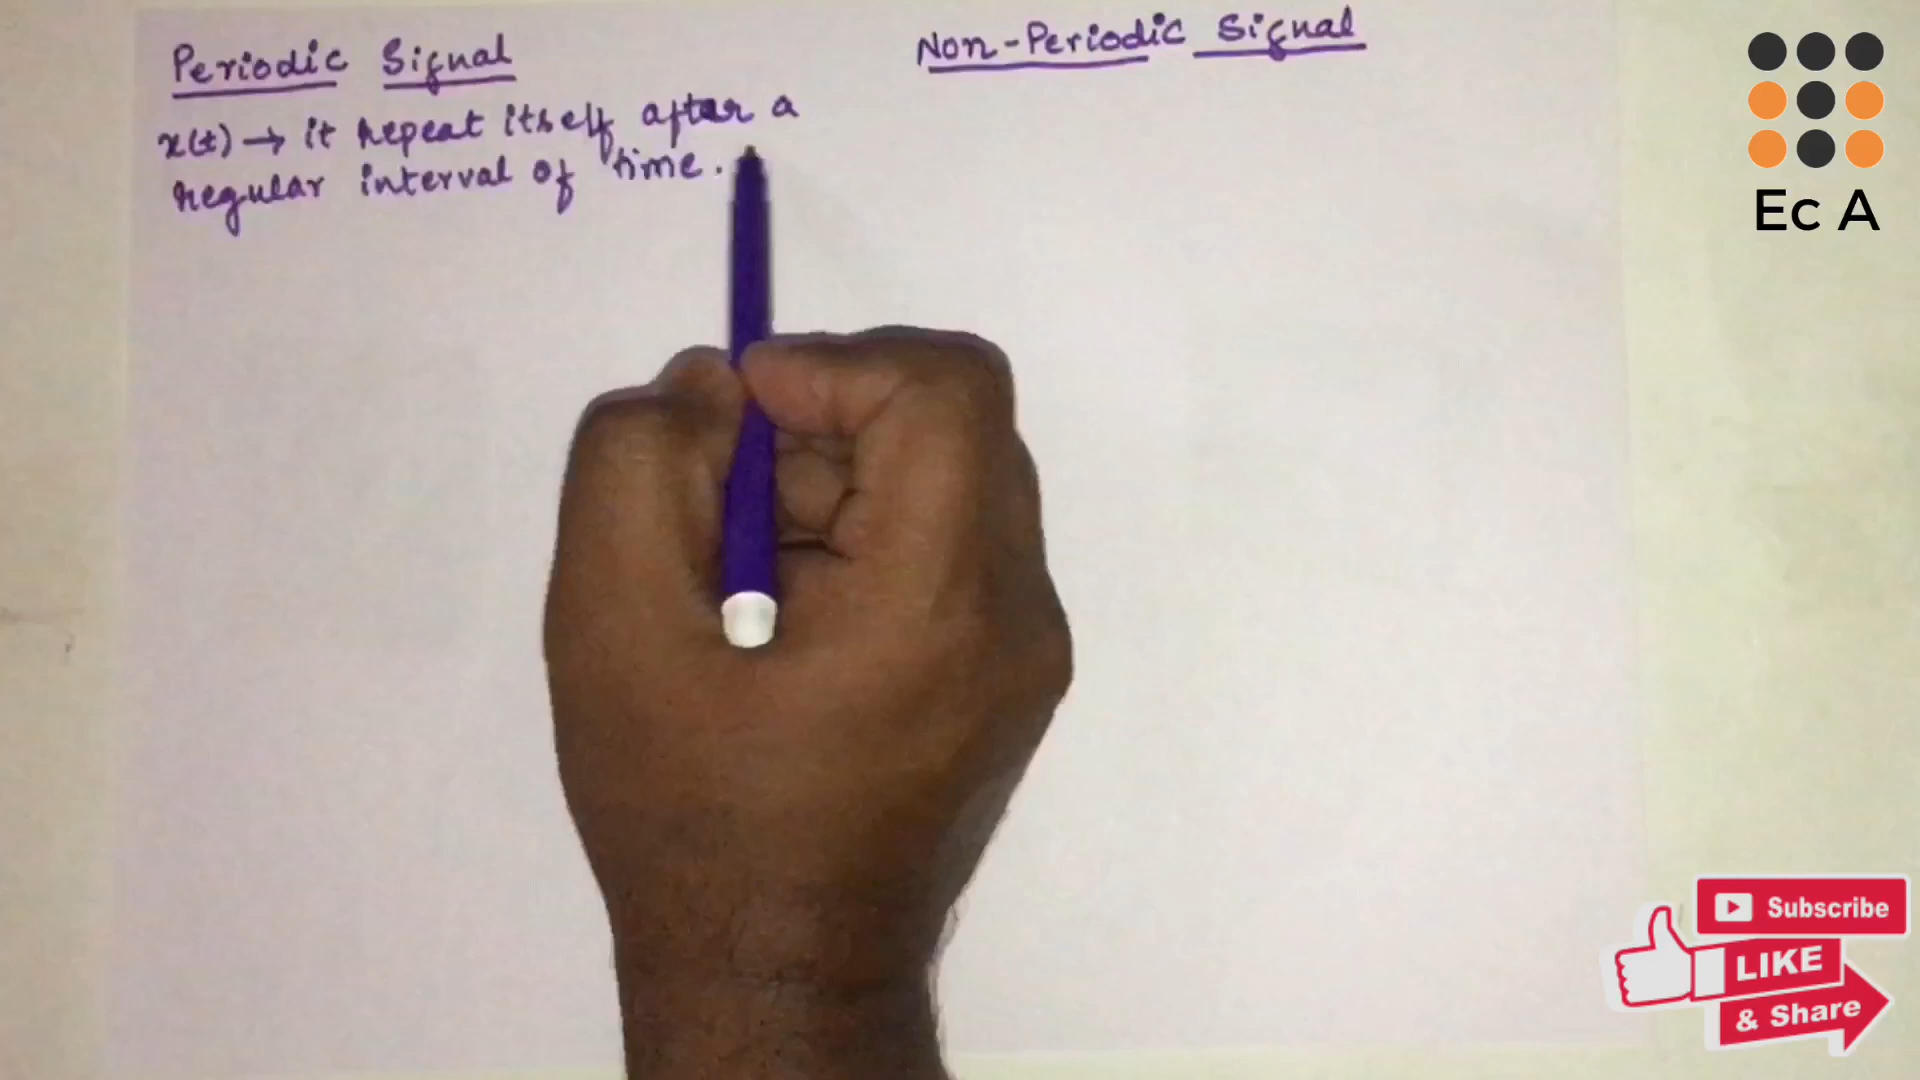 Periodic Signal
x(t) → it repeat itself after a
regular interval of time.
Non-Periodic Signal
Ec A
Subscribe
LIKE
& Share